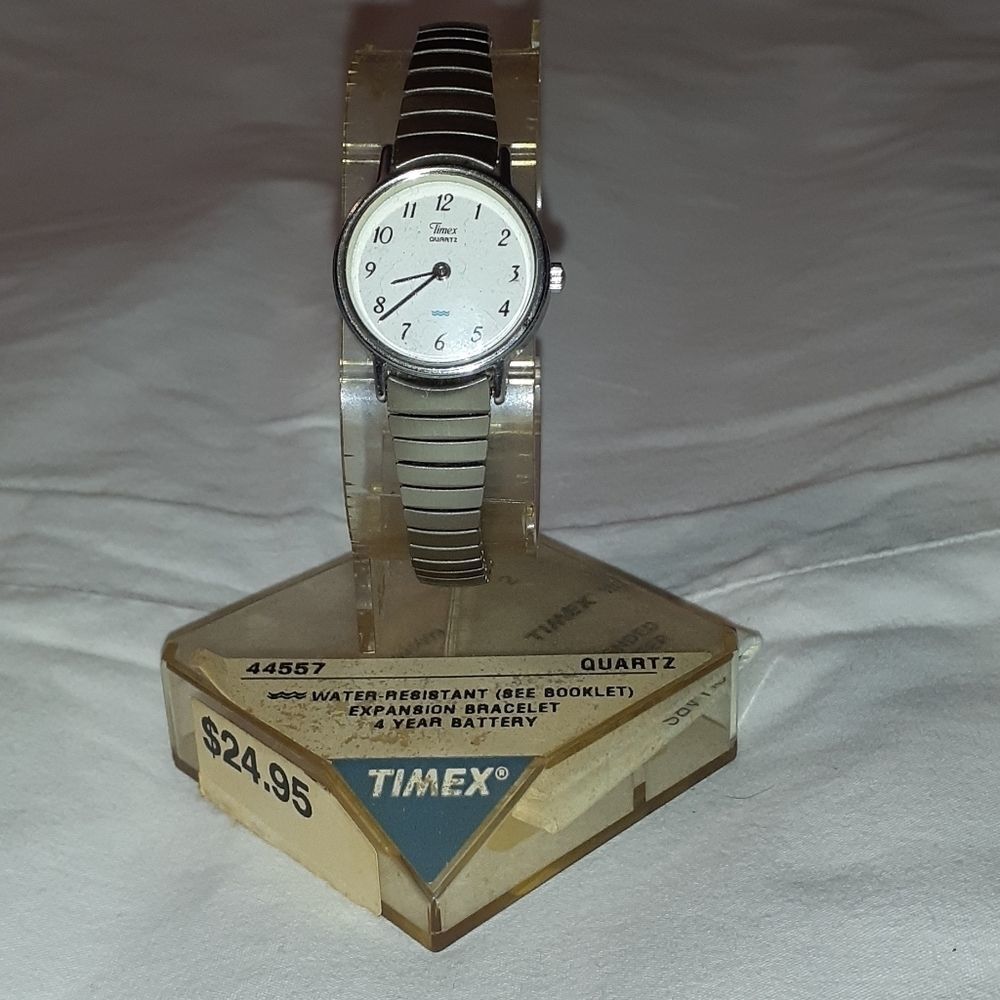 11 12 1
10 2
9 3
8 4
7 6 5
Timex
QUARTZ
44557 QUARTZ
WATER-RESISTANT (SEE BOOKLET)
EXPANSION BRACELET
4 YEAR BATTERY
$24.95
TIMEX®
TIMEX